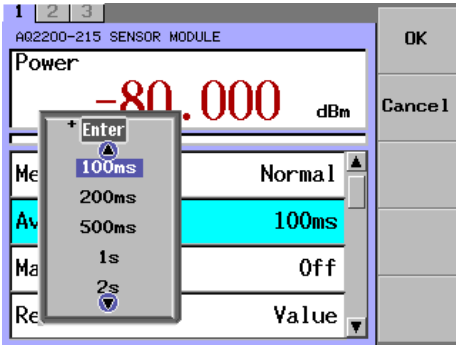 1 2 3
AQ2200-215 SENSOR MODULE
Power
-80.000 dBm
OK
Cancel
Enter
100ms
200ms
500ms
1s
2s
Me Normal
Av 100ms
Ma Off
Re Value